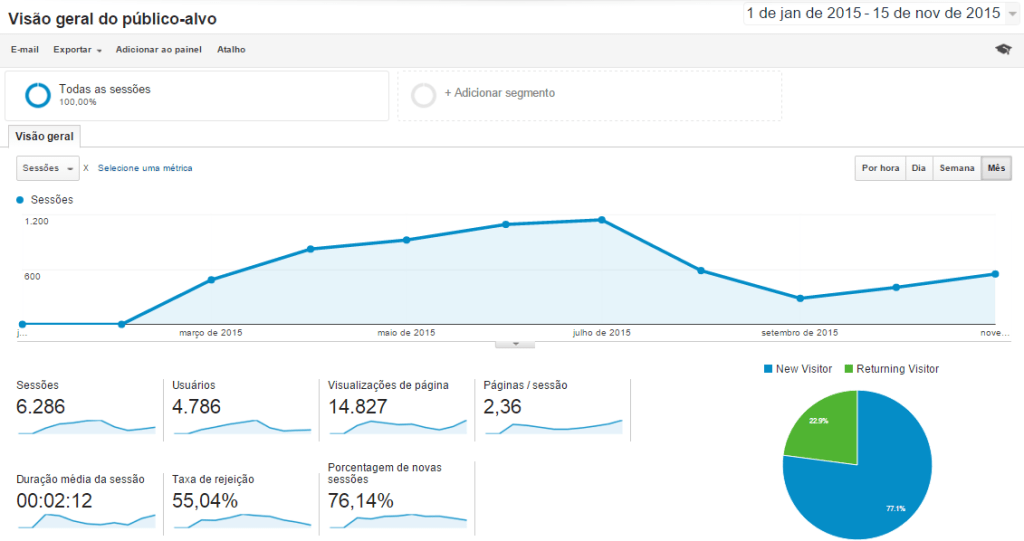 Visão geral do público-alvo
1 de jan de 2015 - 15 de nov de 2015
E-mail Exportar Adicionar ao painel Atalho
Todas as sessões
100,00%
+ Adicionar segmento
Visão geral
Sessões X Selecione uma métrica
Por hora Dia Semana Mês
Sessões
1.200
600
j... março de 2015 maio de 2015 julho de 2015 setembro de 2015 nove...
New Visitor Returning Visitor
Sessões
6.286
Usuários
4.786
Visualizações de página
14.827
Páginas / sessão
2,36
22.9%
77.1%
Duração média da sessão
00:02:12
Taxa de rejeição
55,04%
Porcentagem de novas
sessões
76,14%